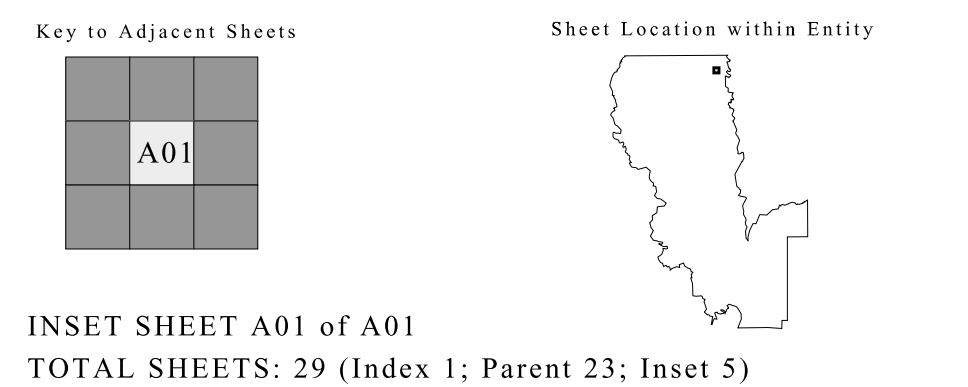 Key to Adjacent Sheets
Sheet Location within Entity
A01
INSET SHEET A01 of A01
TOTAL SHEETS: 29 (Index 1; Parent 23; Inset 5)